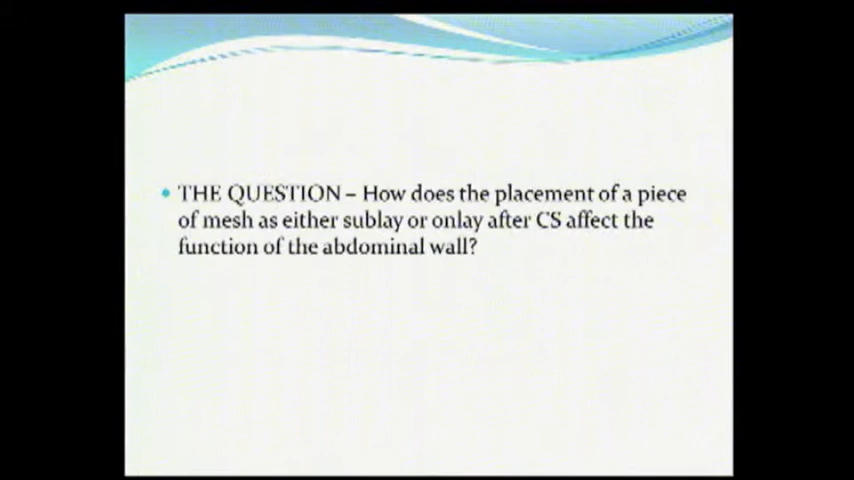 THE QUESTION – How does the placement of a piece
of mesh as either sublay or onlay after CS affect the
function of the abdominal wall?